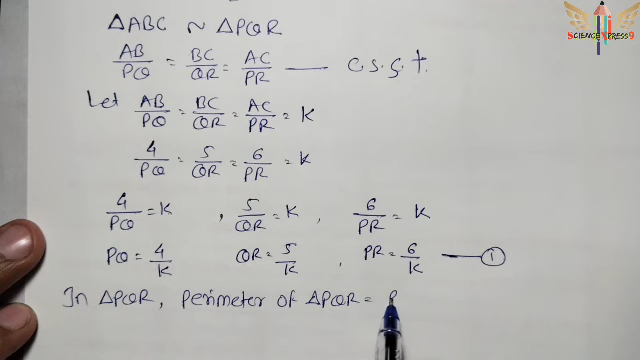 SCIENCE XPRESS9
ΔABC ~ ΔPQR
AB/PQ = BC/QR = AC/PR — c.s.s.t.
Let AB/PQ = BC/QR = AC/PR = K
4/PQ = 5/QR = 6/PR = K
4/PQ = K , 5/QR = K , 6/PR = K
PQ = 4/K QR = 5/K , PR = 6/K — ①
In ΔPQR, Perimeter of ΔPQR = P